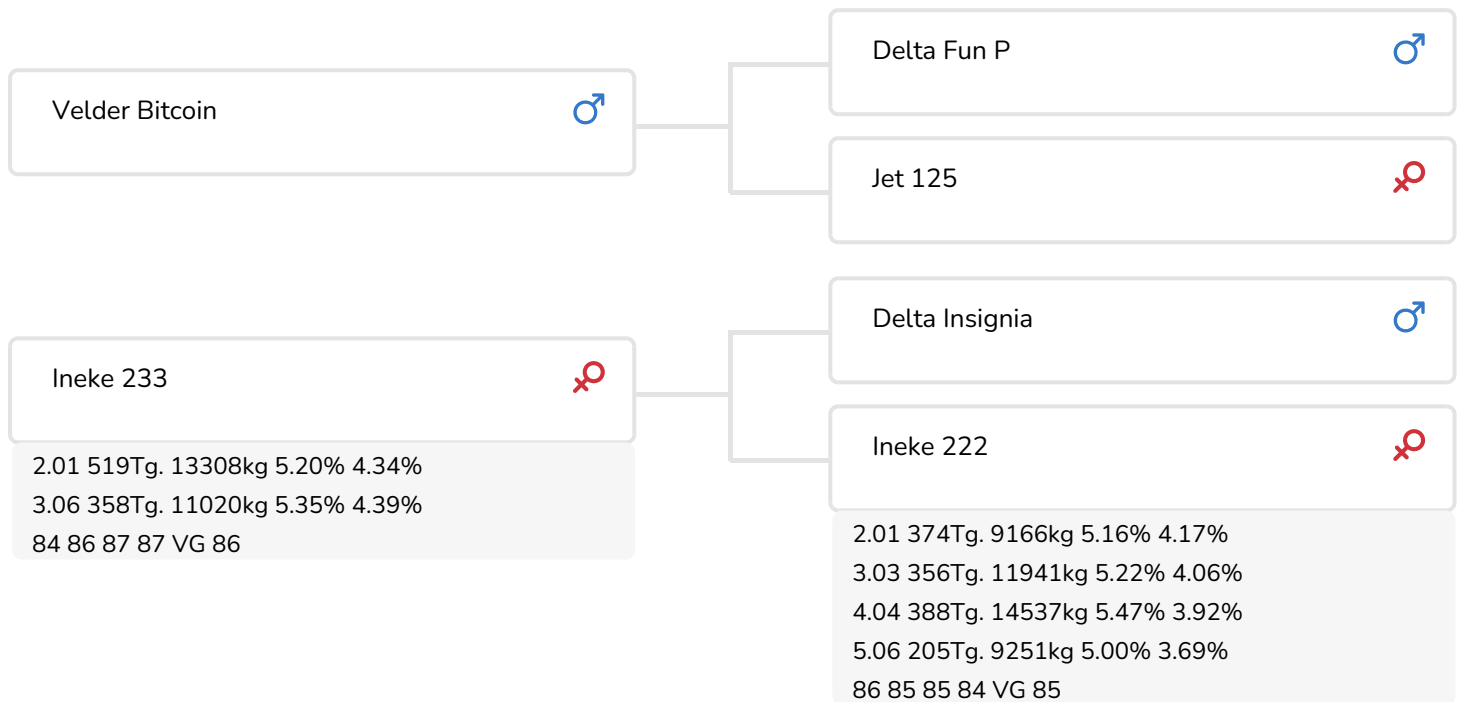 Velder Bitcoin
Delta Fun P
Jet 125
Ineke 233
2.01 519Tg. 13308kg 5.20% 4.34%
3.06 358Tg. 11020kg 5.35% 4.39%
84 86 87 87 VG 86
Delta Insignia
Ineke 222
2.01 374Tg. 9166kg 5.16% 4.17%
3.03 356Tg. 11941kg 5.22% 4.06%
4.04 388Tg. 14537kg 5.47% 3.92%
5.06 205Tg. 9251kg 5.00% 3.69%
86 85 85 84 VG 85